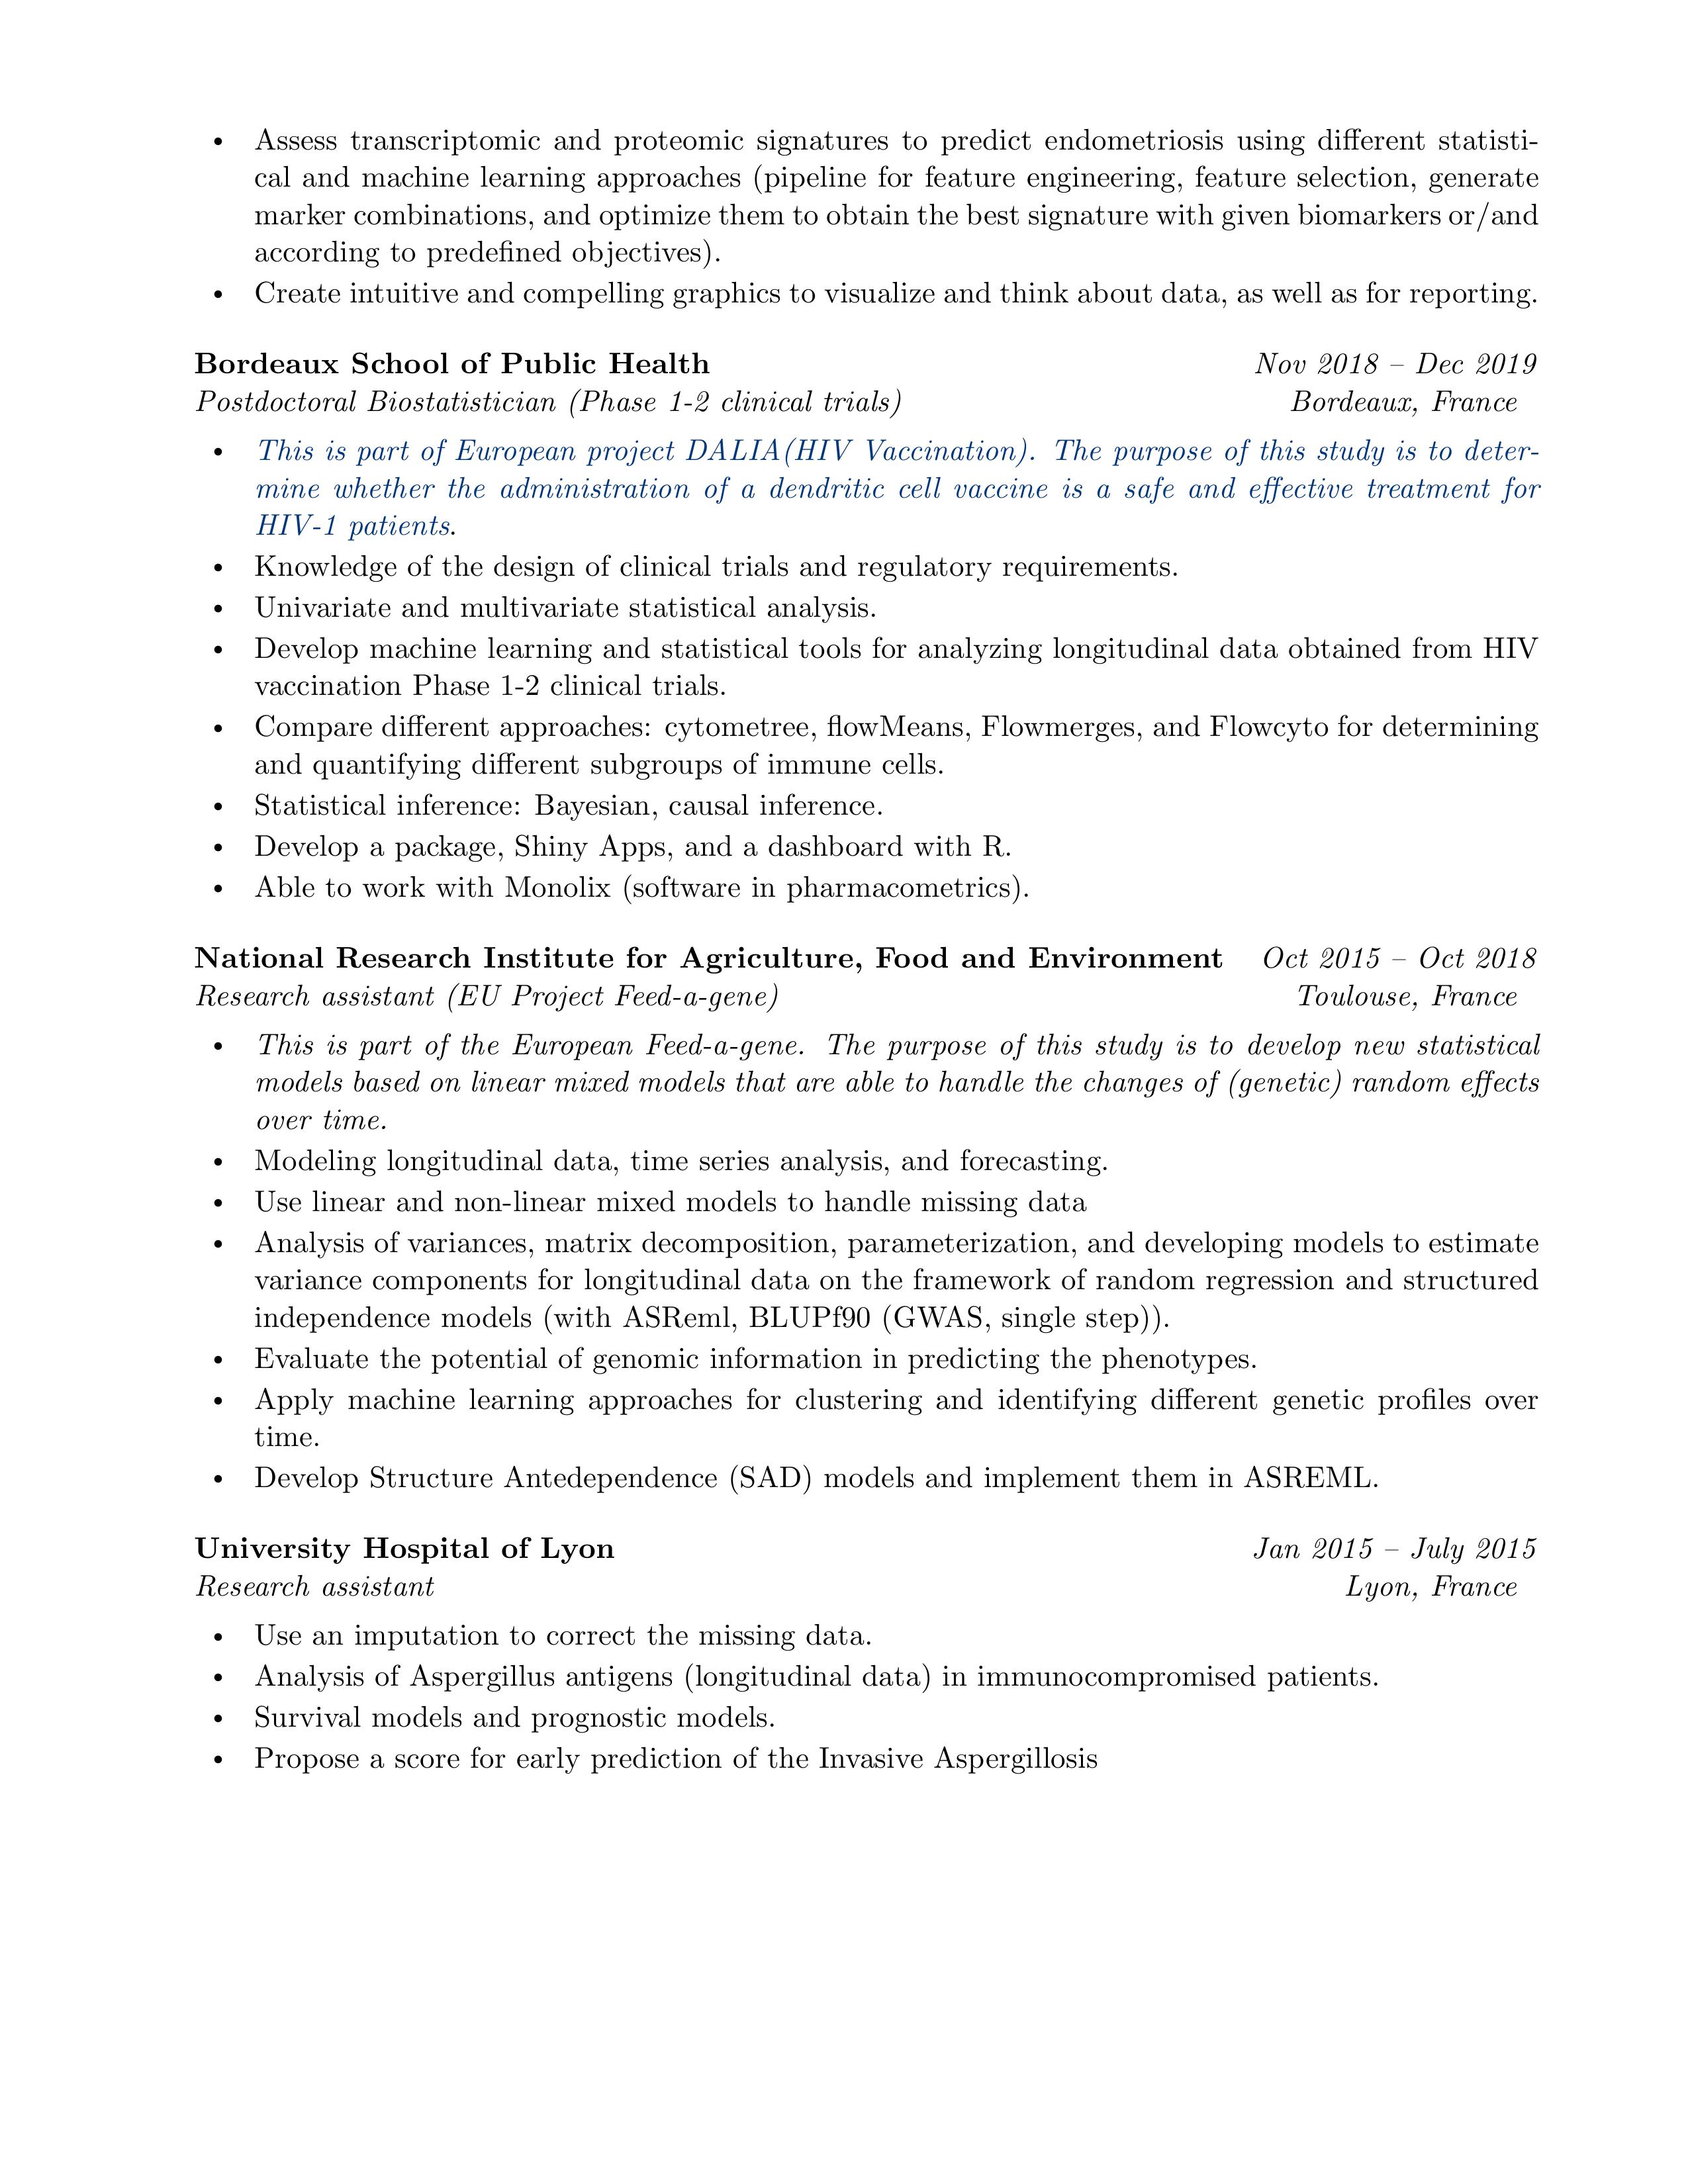 • Assess transcriptomic and proteomic signatures to predict endometriosis using different statisti-
cal and machine learning approaches (pipeline for feature engineering, feature selection, generate
marker combinations, and optimize them to obtain the best signature with given biomarkers or/and
according to predefined objectives).
• Create intuitive and compelling graphics to visualize and think about data, as well as for reporting.
Bordeaux School of Public Health Nov 2018 – Dec 2019
Postdoctoral Biostatistician (Phase 1-2 clinical trials) Bordeaux, France
• This is part of European project DALIA(HIV Vaccination). The purpose of this study is to deter-
mine whether the administration of a dendritic cell vaccine is a safe and effective treatment for
HIV-1 patients.
• Knowledge of the design of clinical trials and regulatory requirements.
• Univariate and multivariate statistical analysis.
• Develop machine learning and statistical tools for analyzing longitudinal data obtained from HIV
vaccination Phase 1-2 clinical trials.
• Compare different approaches: cytometree, flowMeans, Flowmerges, and Flowcyto for determining
and quantifying different subgroups of immune cells.
• Statistical inference: Bayesian, causal inference.
• Develop a package, Shiny Apps, and a dashboard with R.
• Able to work with Monolix (software in pharmacometrics).
National Research Institute for Agriculture, Food and Environment Oct 2015 – Oct 2018
Research assistant (EU Project Feed-a-gene) Toulouse, France
• This is part of the European Feed-a-gene. The purpose of this study is to develop new statistical
models based on linear mixed models that are able to handle the changes of (genetic) random effects
over time.
• Modeling longitudinal data, time series analysis, and forecasting.
• Use linear and non-linear mixed models to handle missing data
• Analysis of variances, matrix decomposition, parameterization, and developing models to estimate
variance components for longitudinal data on the framework of random regression and structured
independence models (with ASReml, BLUPf90 (GWAS, single step)).
• Evaluate the potential of genomic information in predicting the phenotypes.
• Apply machine learning approaches for clustering and identifying different genetic profiles over
time.
• Develop Structure Antedependence (SAD) models and implement them in ASREML.
University Hospital of Lyon Jan 2015 – July 2015
Research assistant Lyon, France
• Use an imputation to correct the missing data.
• Analysis of Aspergillus antigens (longitudinal data) in immunocompromised patients.
• Survival models and prognostic models.
• Propose a score for early prediction of the Invasive Aspergillosis